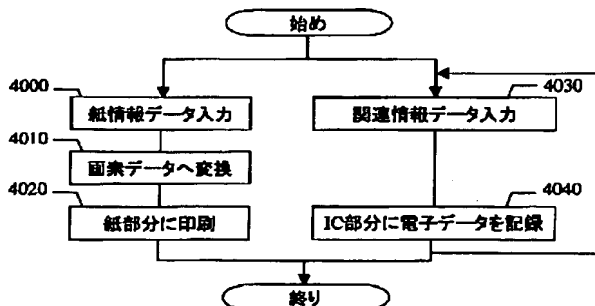 始め
4000
紙情報データ入力
4010
画素データへ変換
4020
紙部分に印刷
4030
関連情報データ入力
4040
IC部分に電子データを記録
終り